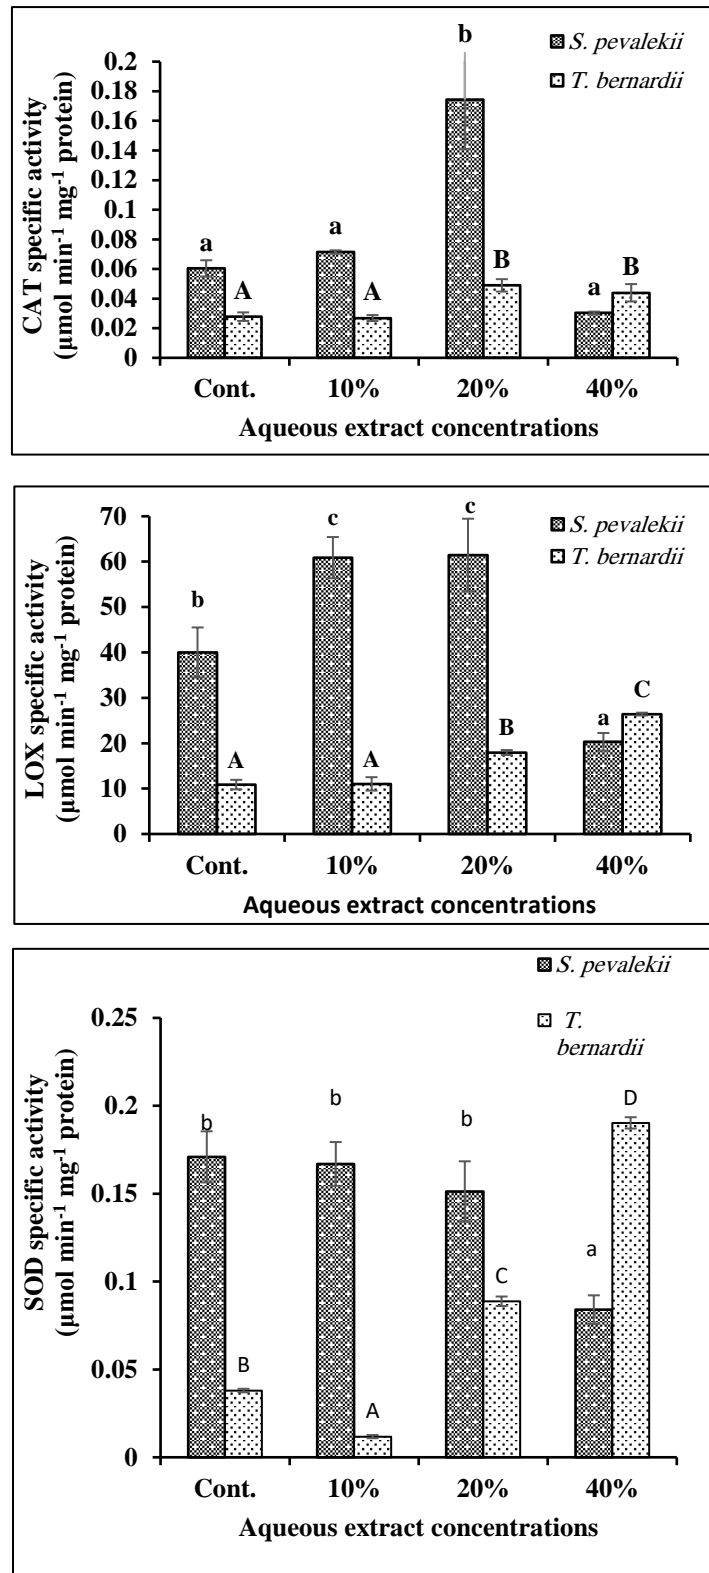 b
S. pevalekii
T. bernardii
0.2
0.18
0.16
0.14
0.12
0.1
0.08
0.06
0.04
0.02
0
CAT specific activity
(µmol min-1 mg-1 protein)
a
A
a
A
B
a
B
Cont. 10% 20% 40%
Aqueous extract concentrations
c
c
S. pevalekii
T. bernardii
70
60
50
40
30
20
10
0
LOX specific activity
(µmol min-1 mg-1 protein)
b
A
A
B
a
C
Cont. 10% 20% 40%
Aqueous extract concentrations
S. pevalekii
T.
bernardii
0.25
0.2
0.15
0.1
0.05
0
SOD specific activity
(µmol min-1 mg-1 protein)
b
B
b
A
b
C
a
D
Cont. 10% 20% 40%
Aqueous extract concentrations